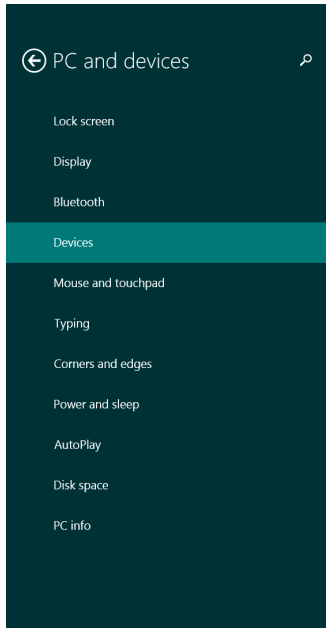 PC and devices
Lock screen
Display
Bluetooth
Devices
Mouse and touchpad
Typing
Corners and edges
Power and sleep
AutoPlay
Disk space
PC info